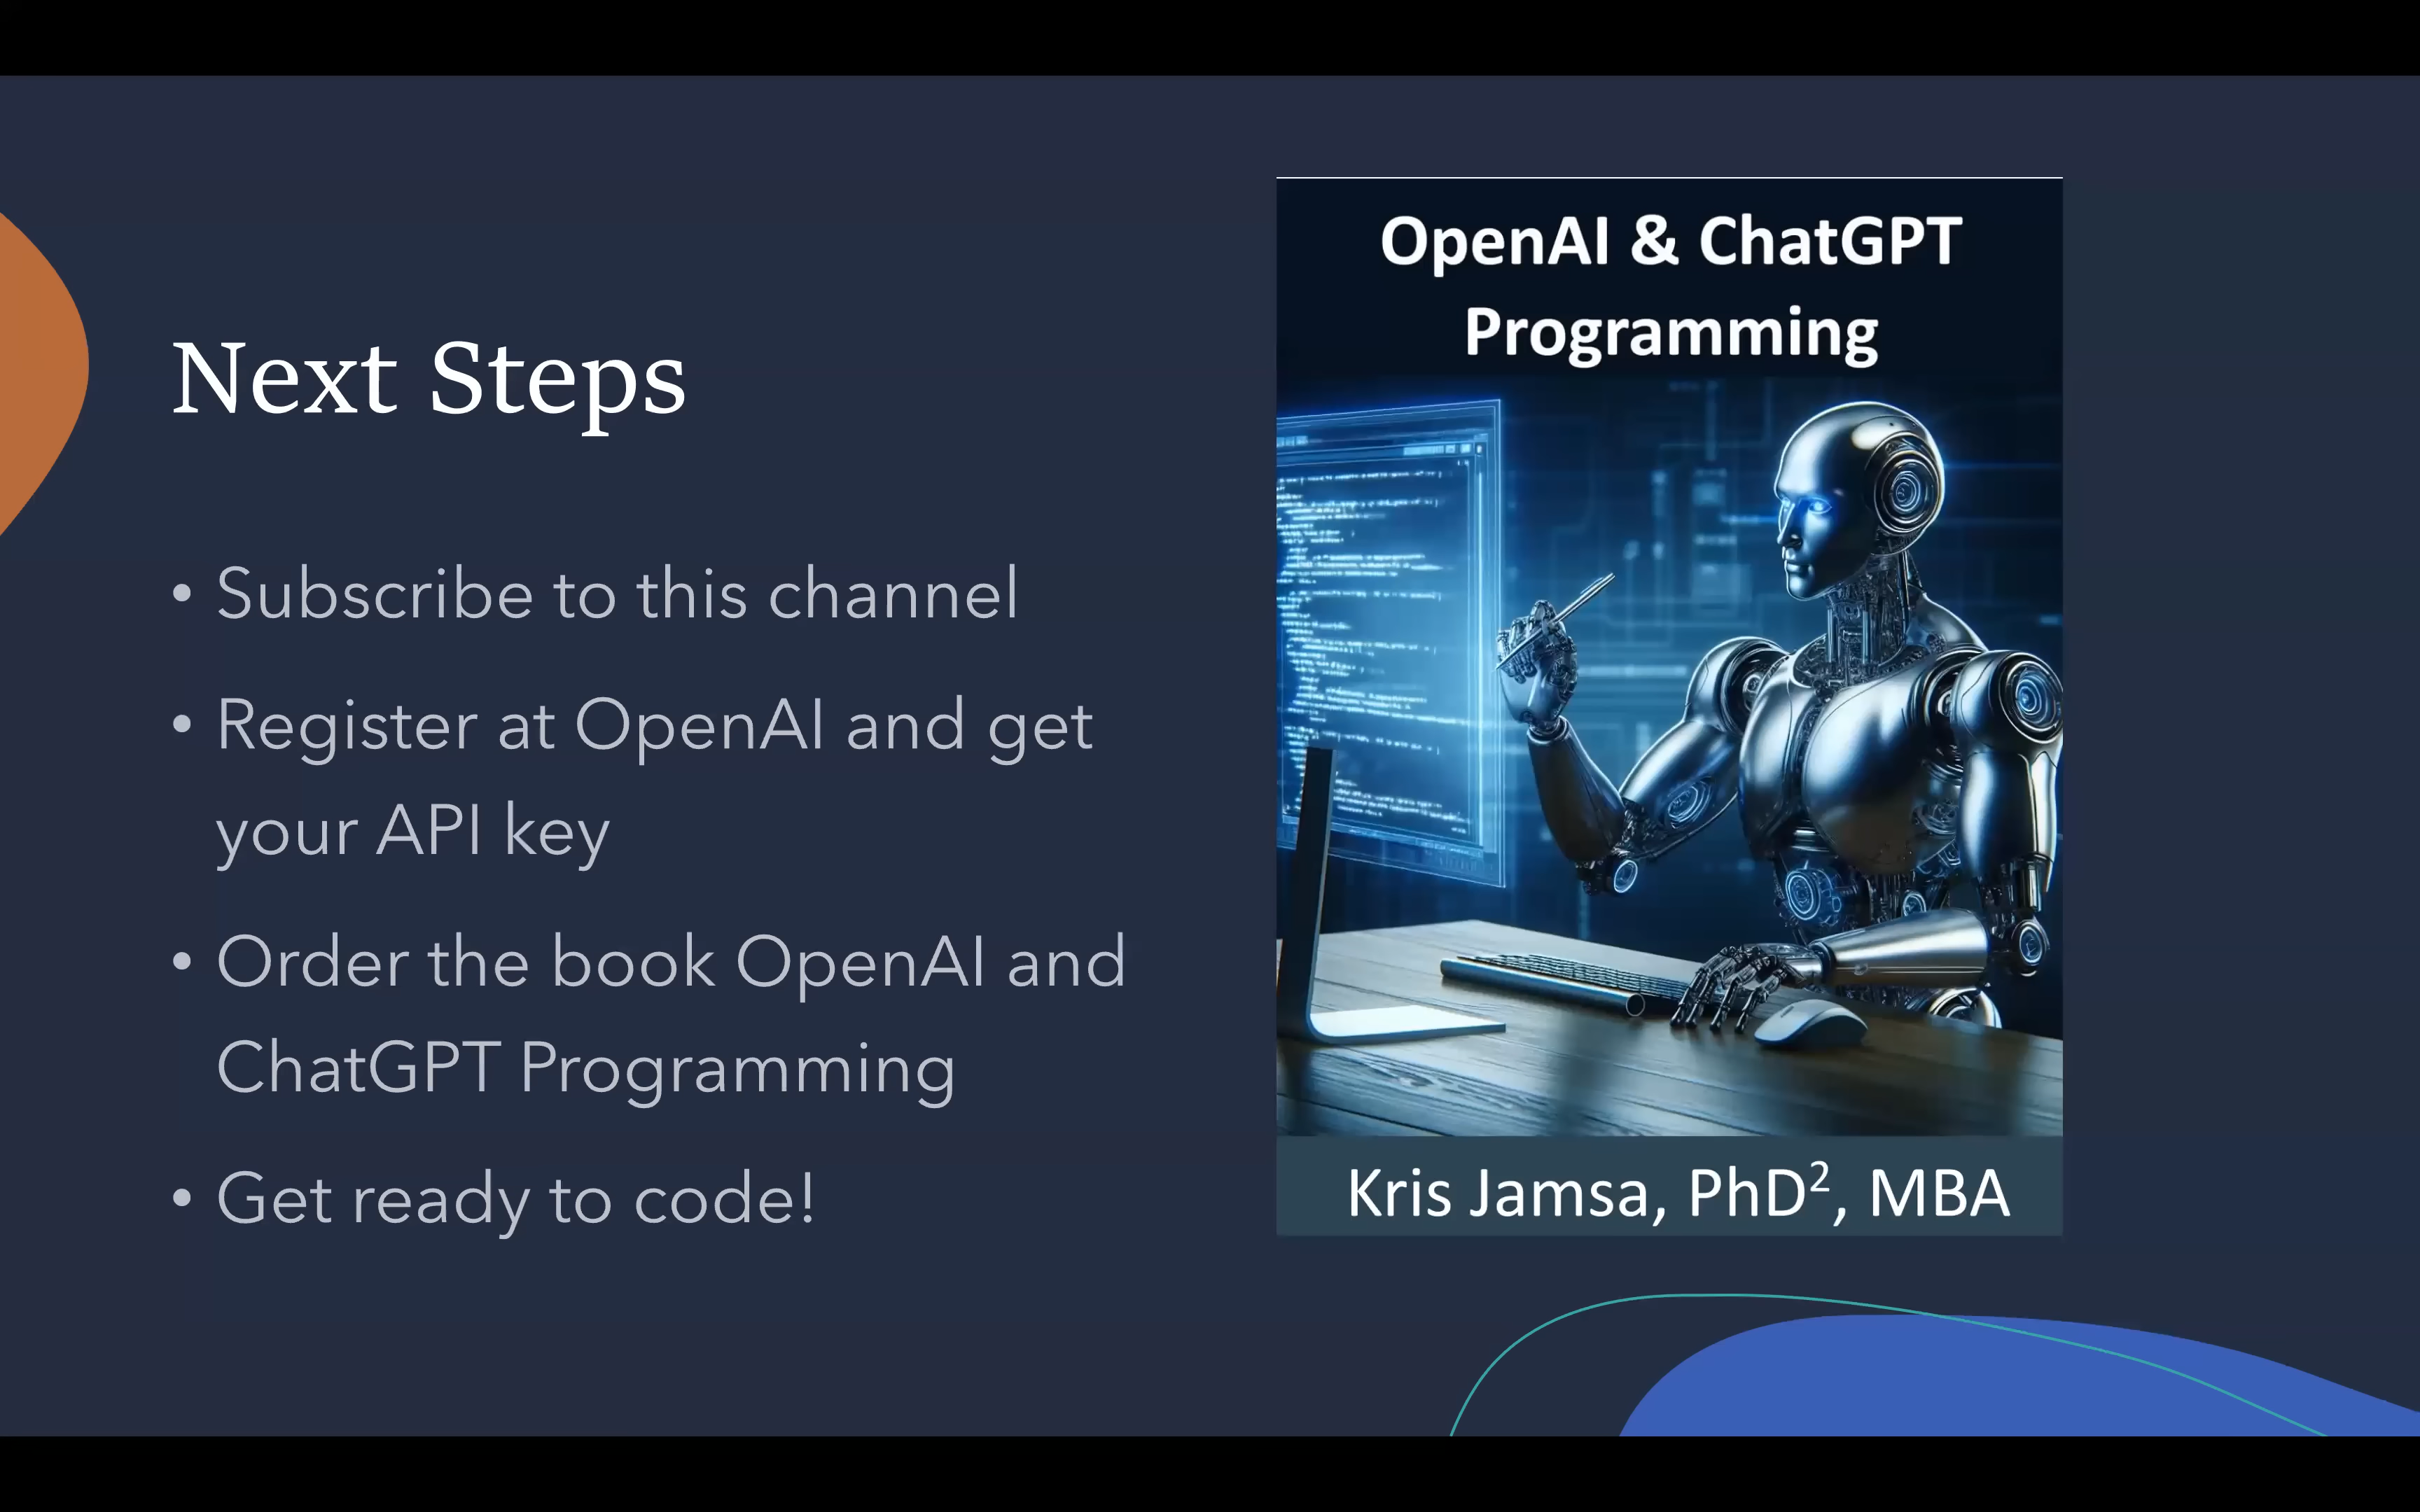 Next Steps
• Subscribe to this channel
• Register at OpenAI and get
your API key
• Order the book OpenAI and
ChatGPT Programming
• Get ready to code!
OpenAI & ChatGPT
Programming
Kris Jamsa, PhD², MBA